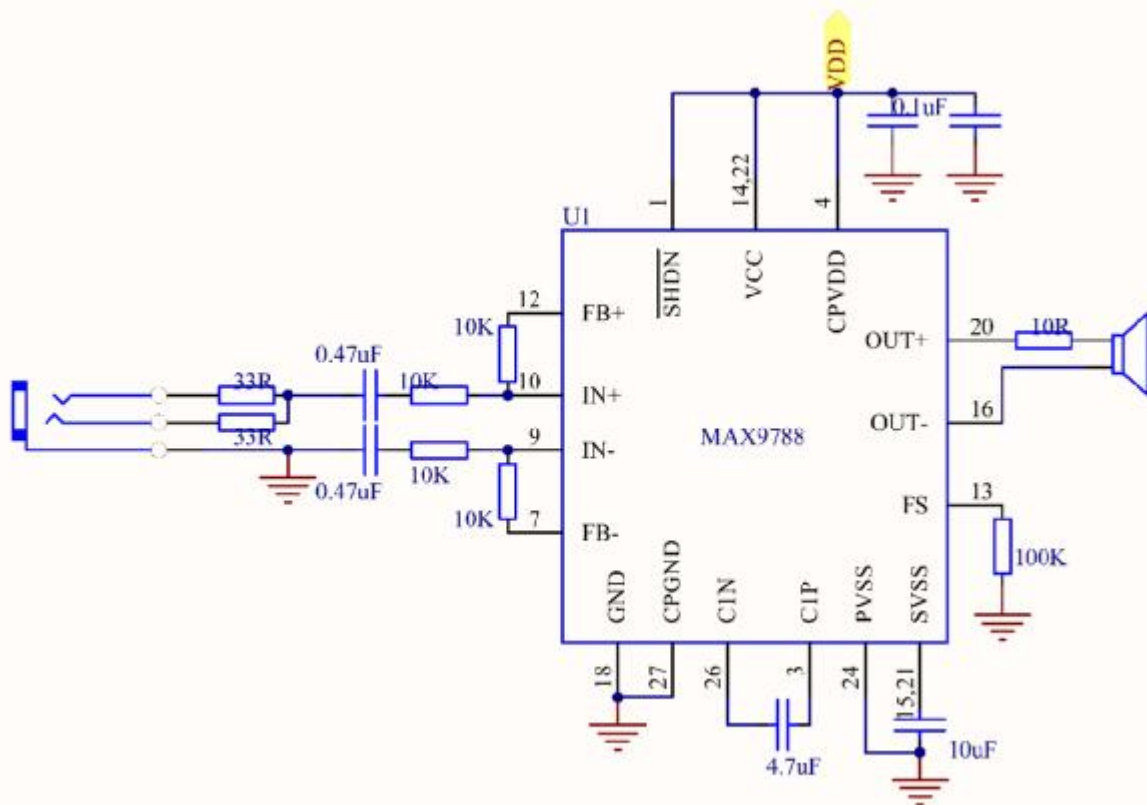 VDD
0.1uF
1
14,22
4
U1
SHDN
VCC
CPVDD
12
FB+
10K
OUT+
20
10R
0.47uF
33R
10K
10
IN+
OUT-
16
MAX9788
33R
9
IN-
10K
0.47uF
FS
13
10K
7
FB-
100K
GND
CPGND
C1N
C1P
PVSS
SVSS
18
27
26
3
24
15,21
4.7uF
10uF